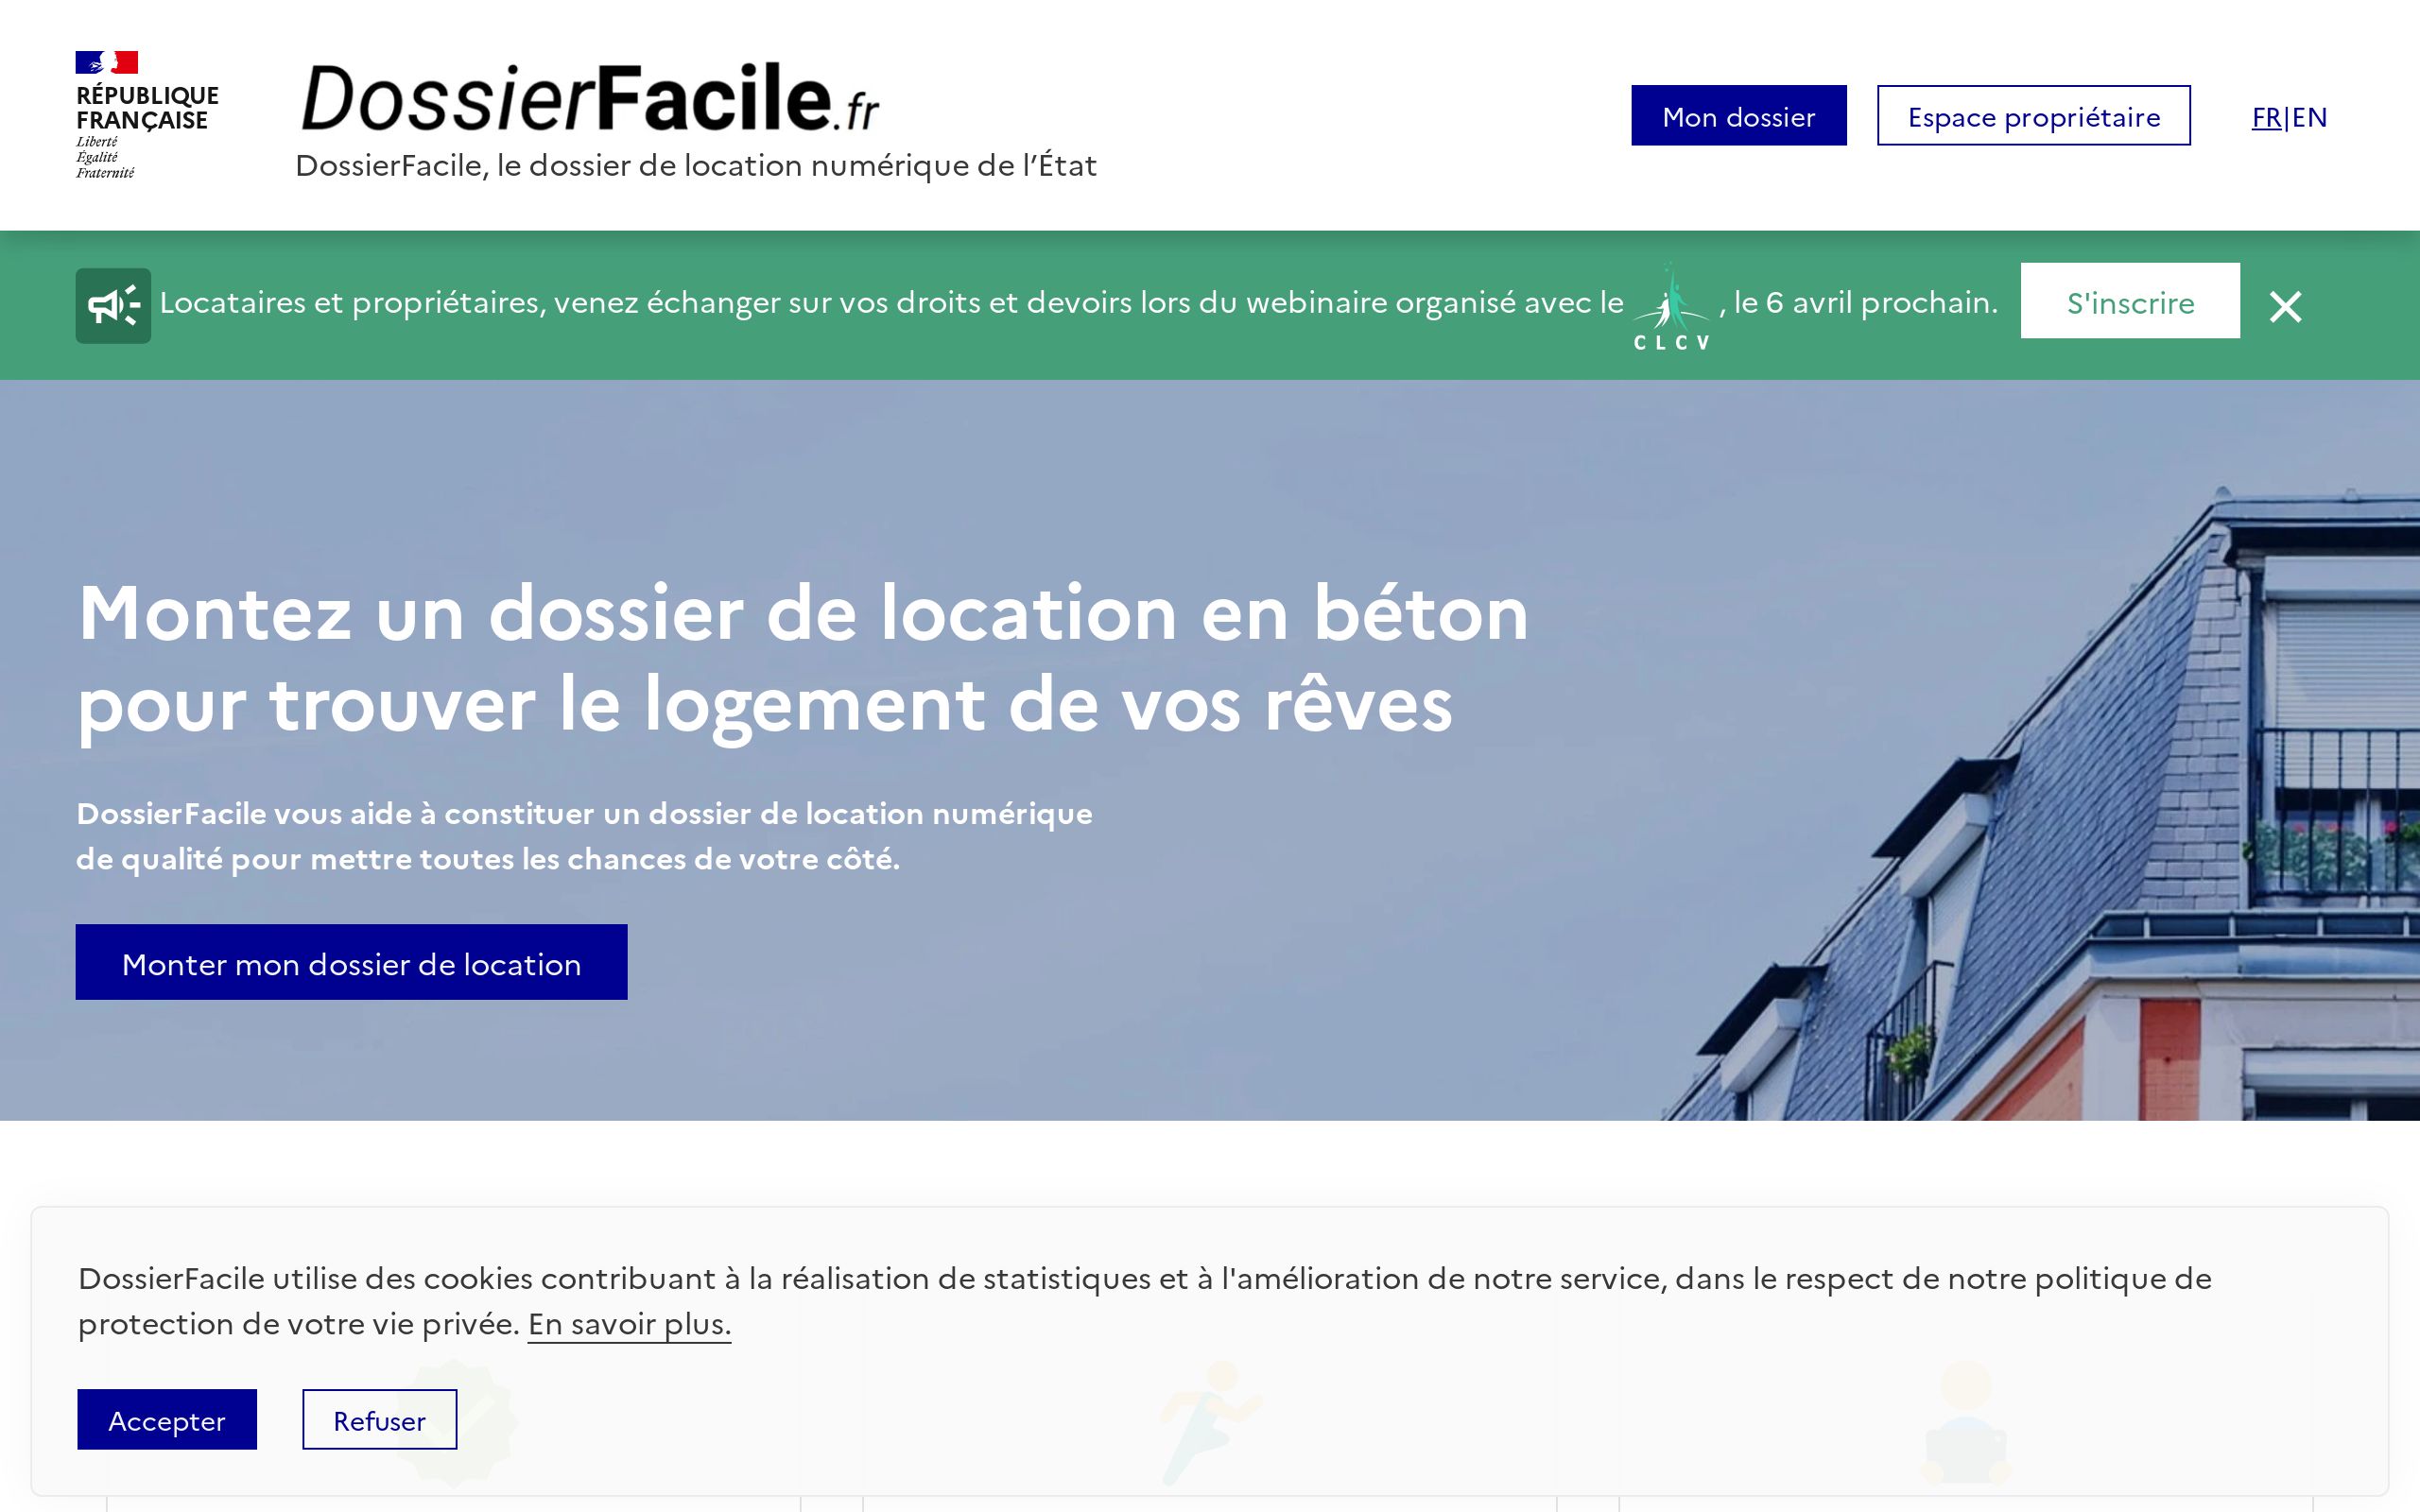 RÉPUBLIQUE
FRANÇAISE
Liberté
Égalité
Fraternité
DossierFacile.fr
DossierFacile, le dossier de location numérique de l’État
Mon dossier
Espace propriétaire
FR|EN
Locataires et propriétaires, venez échanger sur vos droits et devoirs lors du webinaire organisé avec le CLCV, le 6 avril prochain.
S'inscrire
Montez un dossier de location en béton
pour trouver le logement de vos rêves
DossierFacile vous aide à constituer un dossier de location numérique
de qualité pour mettre toutes les chances de votre côté.
Monter mon dossier de location
DossierFacile utilise des cookies contribuant à la réalisation de statistiques et à l'amélioration de notre service, dans le respect de notre politique de
protection de votre vie privée. En savoir plus.
Accepter
Refuser